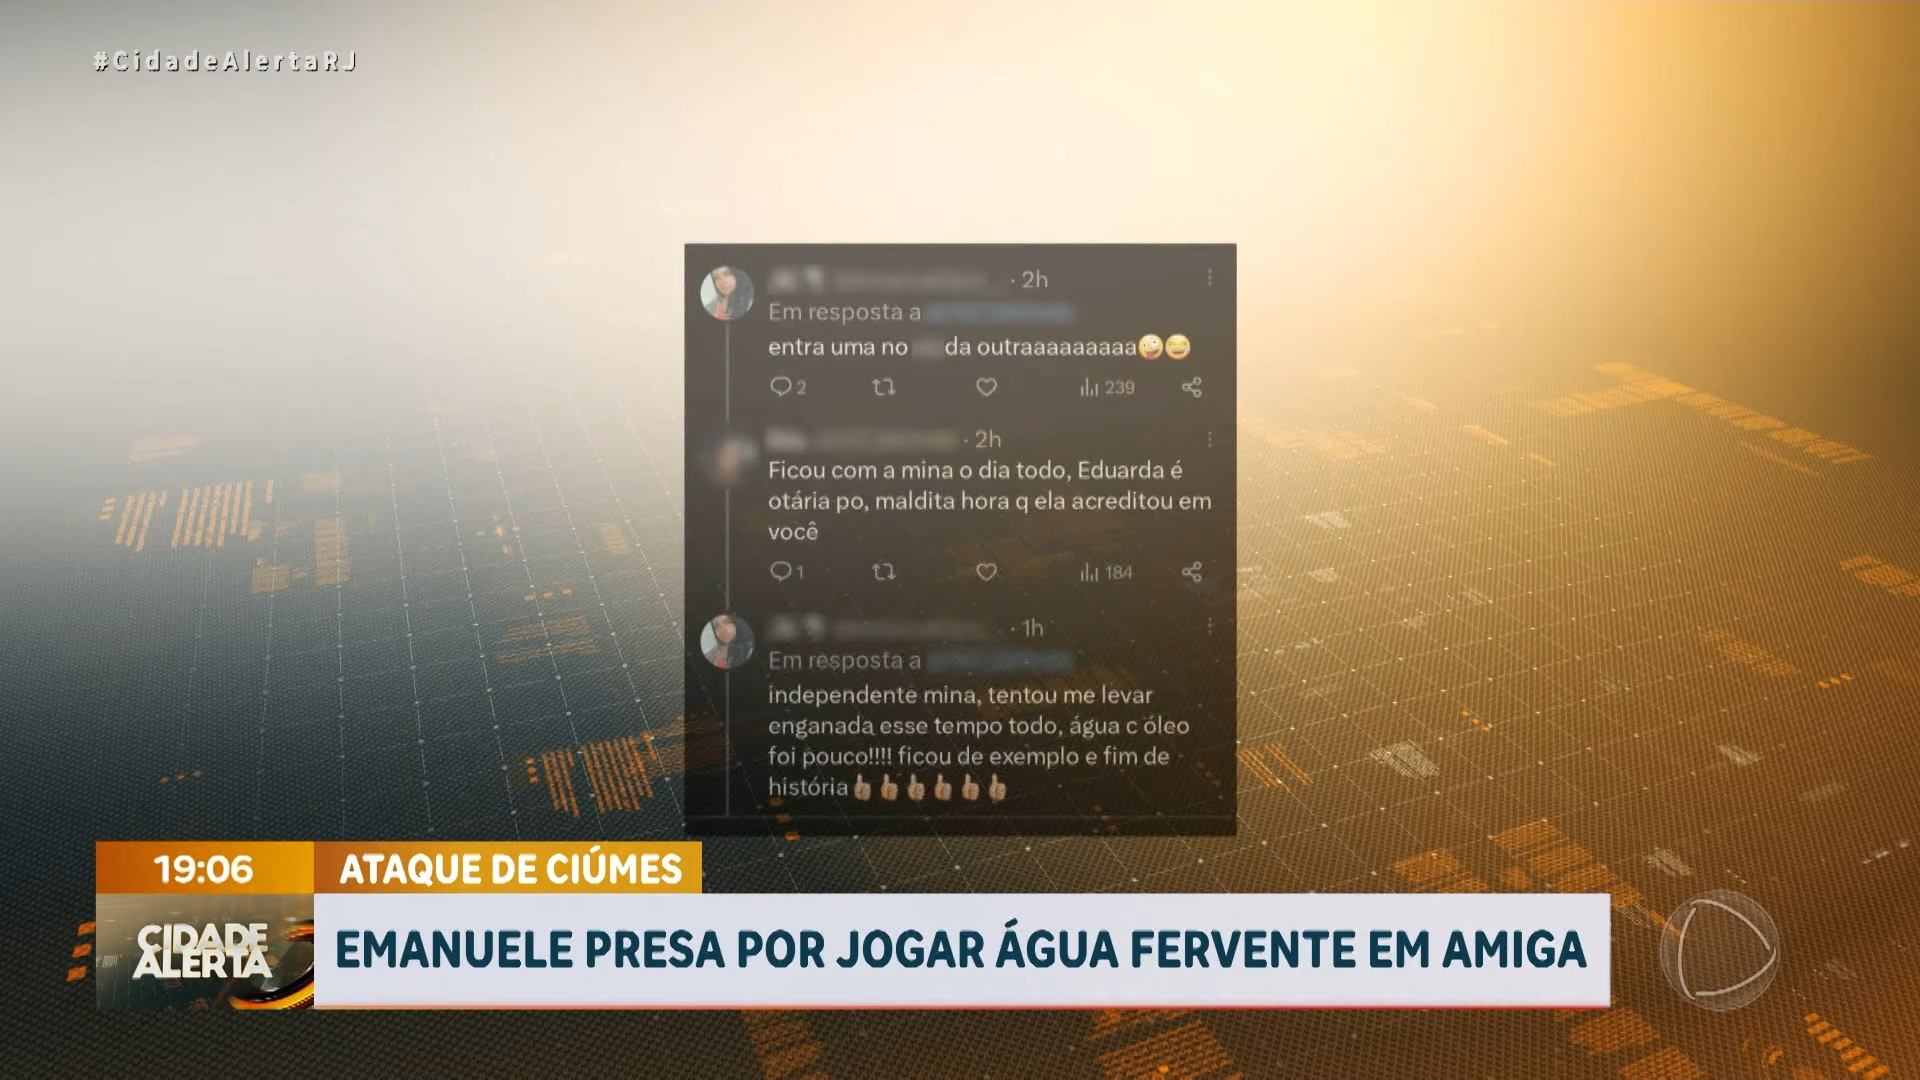 #CidadeAlertaRJ
· 2h
Em resposta a
entra uma no da outraaaaaaaaa🤪😂
2
239
· 2h
Ficou com a mina o dia todo, Eduarda é
otária po, maldita hora q ela acreditou em
você
1
184
· 1h
Em resposta a
independente mina, tentou me levar
enganada esse tempo todo, água c óleo
foi pouco!!!! ficou de exemplo e fim de
história👍🏼👍🏼👍🏼👍🏼👍🏼👍🏼
19:06
ATAQUE DE CIÚMES
CIDADE
ALERTA
EMANUELE PRESA POR JOGAR ÁGUA FERVENTE EM AMIGA